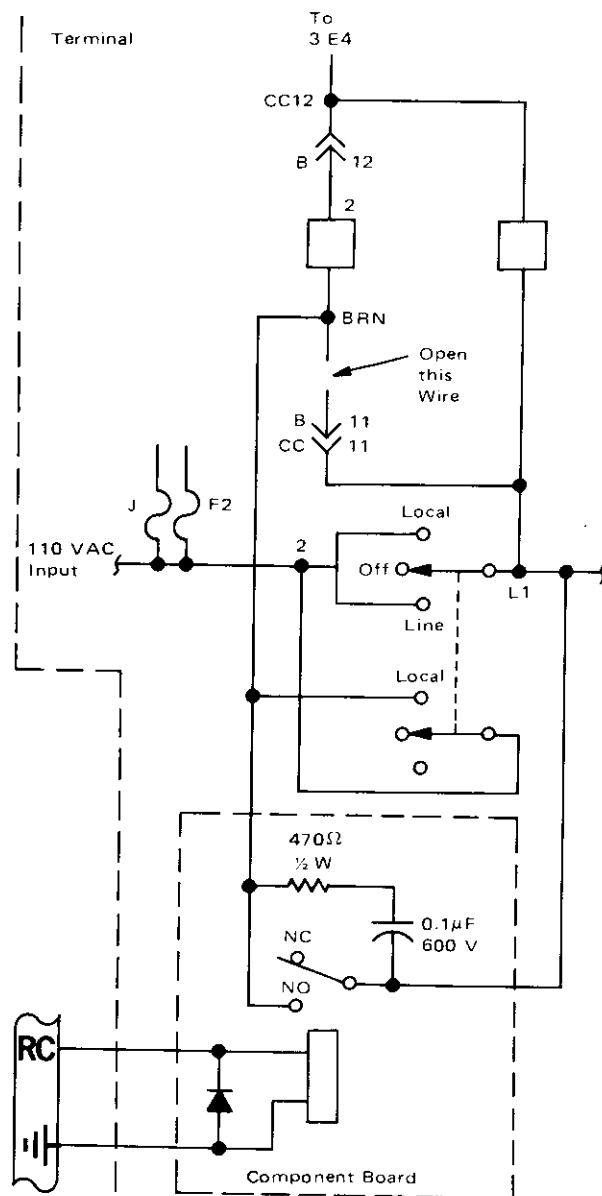 To
3 E4
Terminal
CC12
B 12
2
BRN
Open
this
Wire
B 11
CC 11
J F2
Local
110 VAC
Input
2
Off
L1
Line
Local
470Ω
½ W
0.1μF
600 V
NC
NO
RC
Component Board